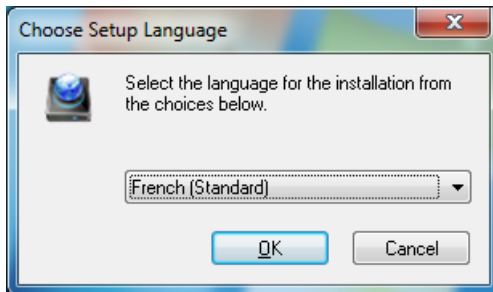 Choose Setup Language
Select the language for the installation from
the choices below.
French (Standard)
OK
Cancel